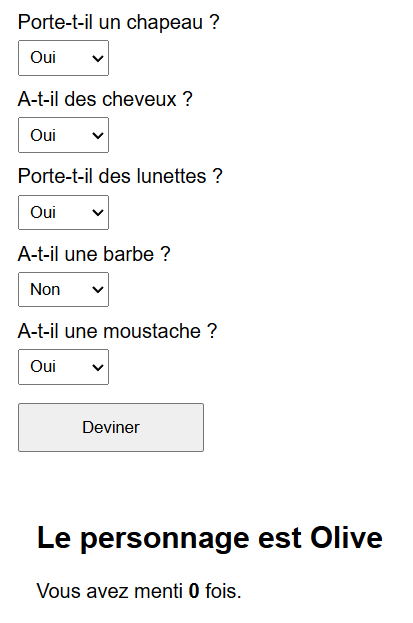 Porte-t-il un chapeau ?
Oui
A-t-il des cheveux ?
Oui
Porte-t-il des lunettes ?
Oui
A-t-il une barbe ?
Non
A-t-il une moustache ?
Oui
Deviner
Le personnage est Olive
Vous avez menti 0 fois.